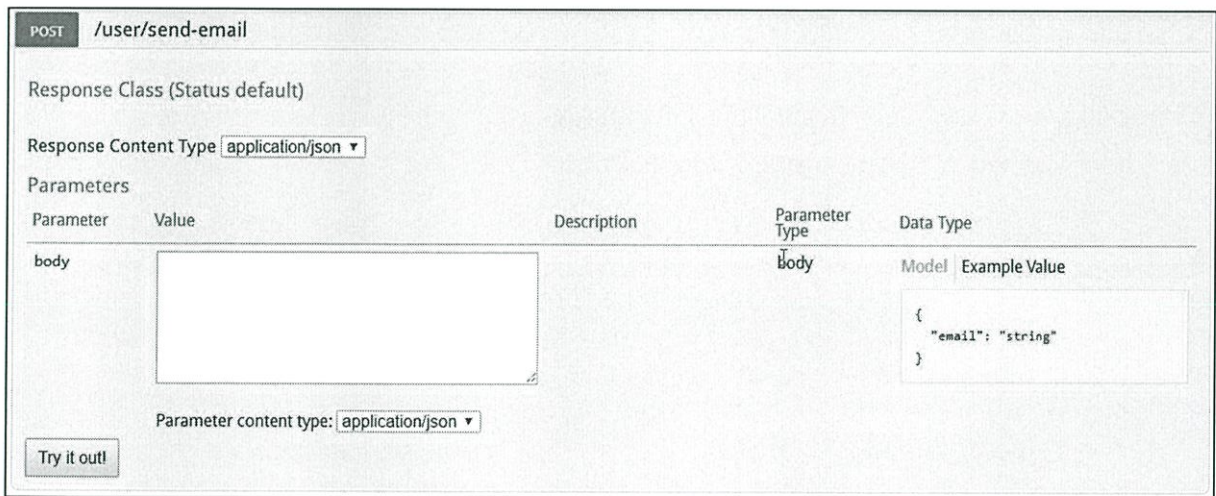 POST /user/send-email
Response Class (Status default)
Response Content Type application/json
Parameters
Parameter Value Description Parameter Type Data Type
body body Model Example Value
{
"email": "string"
}
Parameter content type: application/json
Try it out!